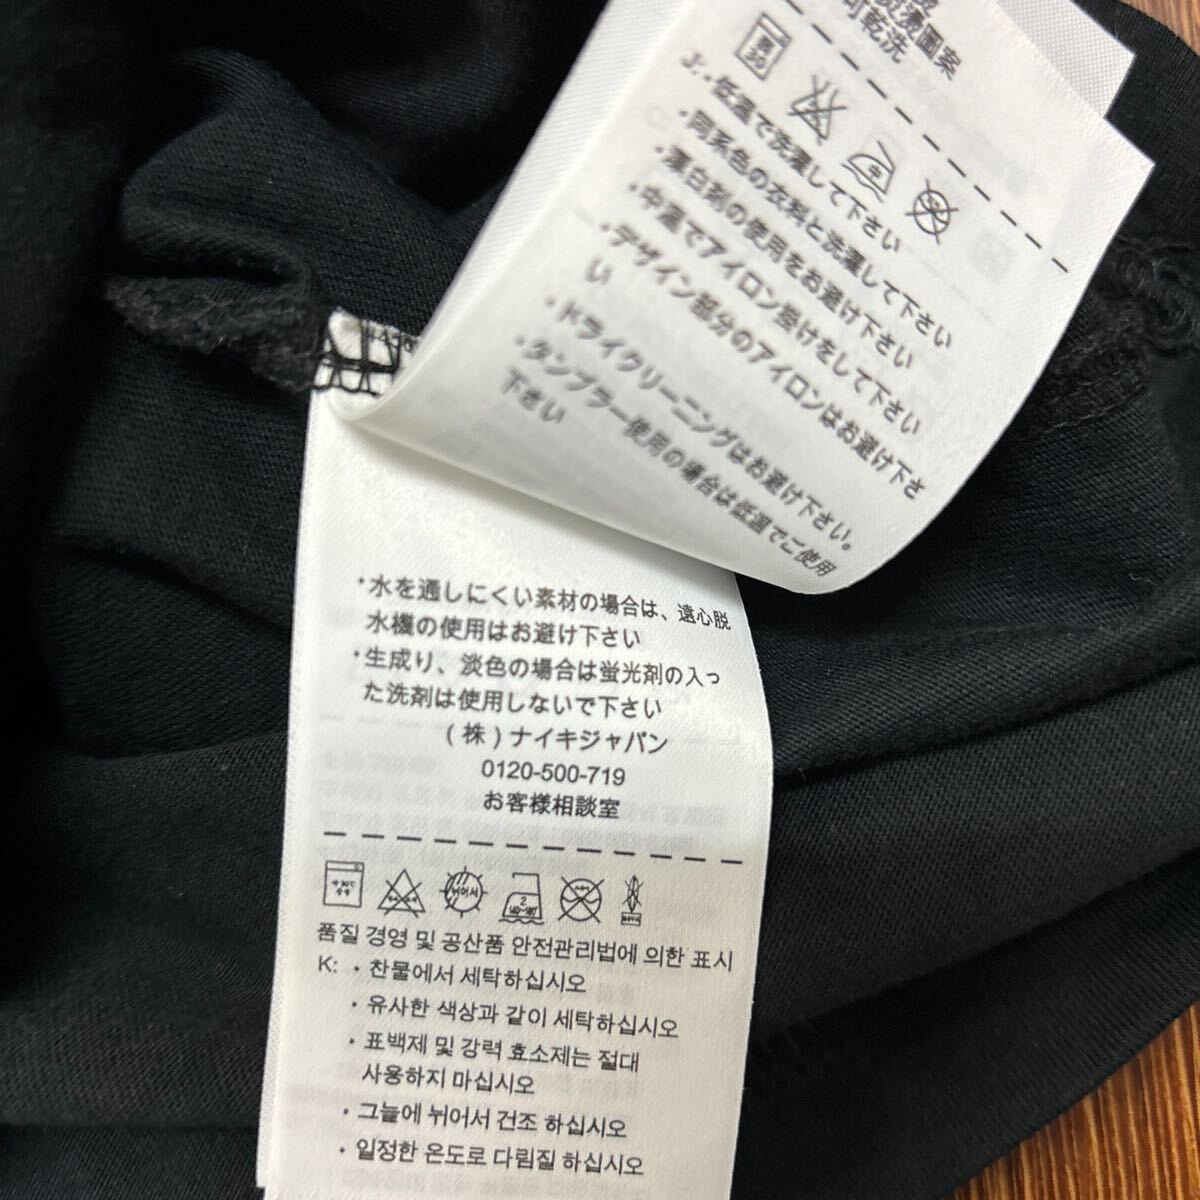 燙圖案
可乾洗
J: ・低温で洗濯して下さい
・同系色の衣料と洗濯して下さい
・漂白剤の使用をお避け下さい
・中温でアイロン掛けをして下さい
・デザイン部分のアイロンはお避け下さ
い
・ドライクリーニングはお避け下さい。
・タンブラー使用の場合は低温でご使用
下さい
・水を通しにくい素材の場合は、遠心脱
水機の使用はお避け下さい
・生成り、淡色の場合は蛍光剤の入っ
た洗剤は使用しないで下さい
(株)ナイキジャパン
0120-500-719
お客様相談室
품질 경영 및 공산품 안전관리법에 의한 표시
K: ・찬물에서 세탁하십시오
・유사한 색상과 같이 세탁하십시오
・표백제 및 강력 효소제는 절대
사용하지 마십시오
・그늘에 뉘어서 건조 하십시오
・일정한 온도로 다림질 하십시오